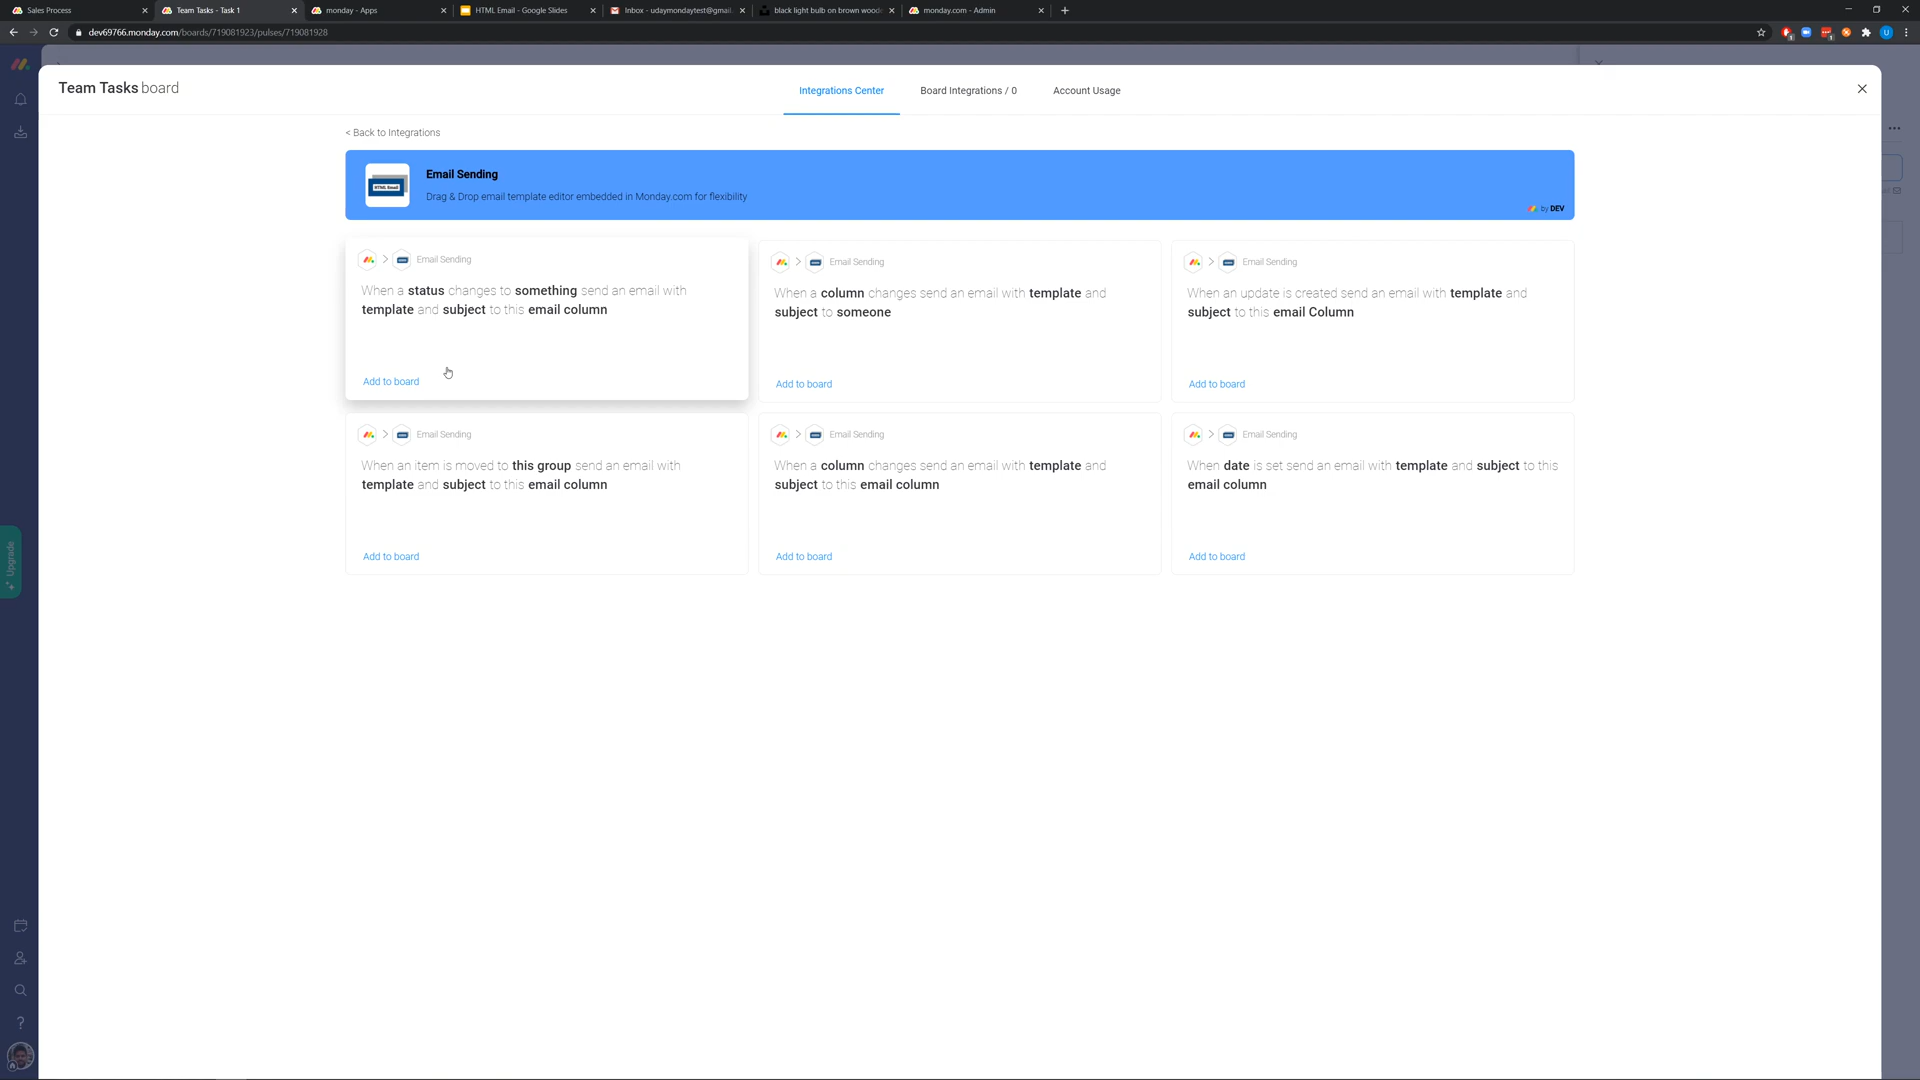 Sales Process
Team Tasks - Task 1
monday - Apps
HTML Email - Google Slides
Inbox - udaymondaytest@gmail.
black light bulb on brown wood
monday.com - Admin
dev69766.monday.com/boards/719081923/pulses/719081928
Team Tasks board
Integrations Center
Board Integrations / 0
Account Usage
< Back to Integrations
HTML Email
Email Sending
Drag & Drop email template editor embedded in Monday.com for flexibility
by DEV
Email Sending
When a status changes to something send an email with
template and subject to this email column
Add to board
Email Sending
When a column changes send an email with template and
subject to someone
Add to board
Email Sending
When an update is created send an email with template and
subject to this email Column
Add to board
Email Sending
When an item is moved to this group send an email with
template and subject to this email column
Add to board
Email Sending
When a column changes send an email with template and
subject to this email column
Add to board
Email Sending
When date is set send an email with template and subject to this
email column
Add to board
Upgrade